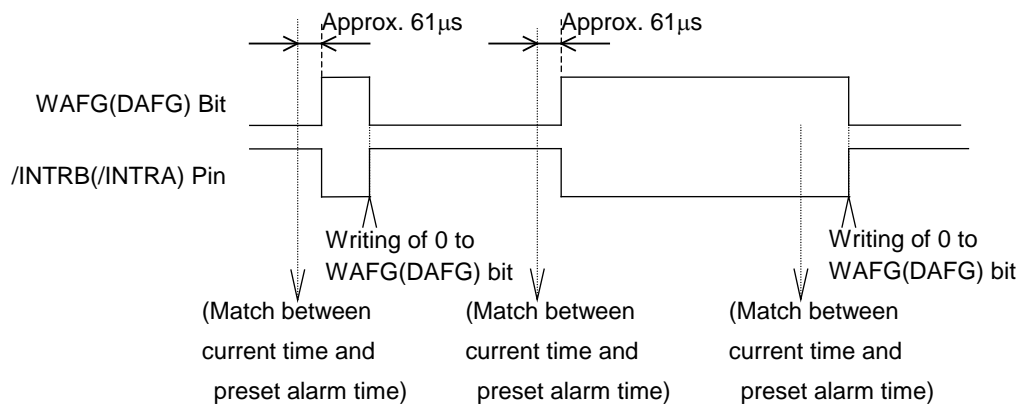 Approx. 61μs
Approx. 61μs
WAFG(DAFG) Bit
/INTRB(/INTRA) Pin
Writing of 0 to
WAFG(DAFG) bit
Writing of 0 to
WAFG(DAFG) bit
(Match between
current time and
preset alarm time)
(Match between
current time and
preset alarm time)
(Match between
current time and
preset alarm time)